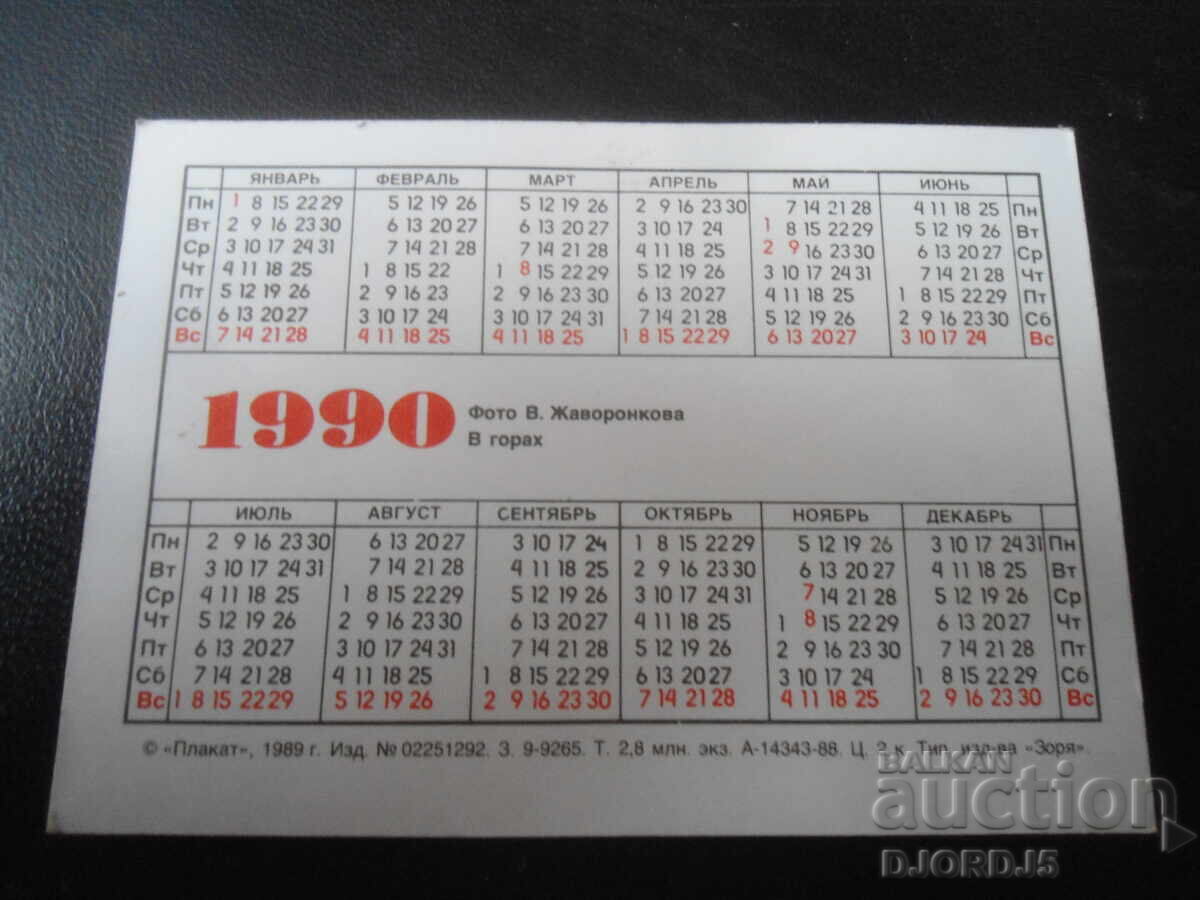 ЯНВАРЬ ФЕВРАЛЬ МАРТ АПРЕЛЬ МАЙ ИЮНЬ
Пн 1 8 15 22 29 5 12 19 26 5 12 19 26 2 9 16 23 30 7 14 21 28 4 11 18 25 Пн
Вт 2 9 16 23 30 6 13 20 27 6 13 20 27 3 10 17 24 1 8 15 22 29 5 12 19 26 Вт
Ср 3 10 17 24 31 7 14 21 28 7 14 21 28 4 11 18 25 2 9 16 23 30 6 13 20 27 Ср
Чт 4 11 18 25 1 8 15 22 1 8 15 22 29 5 12 19 26 3 10 17 24 31 7 14 21 28 Чт
Пт 5 12 19 26 2 9 16 23 2 9 16 23 30 6 13 20 27 4 11 18 25 1 8 15 22 29 Пт
Сб 6 13 20 27 3 10 17 24 3 10 17 24 31 7 14 21 28 5 12 19 26 2 9 16 23 30 Сб
Вс 7 14 21 28 4 11 18 25 4 11 18 25 1 8 15 22 29 6 13 20 27 3 10 17 24 Вс
1990 Фото В. Жаворонкова
В горах
ИЮЛЬ АВГУСТ СЕНТЯБРЬ ОКТЯБРЬ НОЯБРЬ ДЕКАБРЬ
Пн 2 9 16 23 30 6 13 20 27 3 10 17 24 1 8 15 22 29 5 12 19 26 3 10 17 24 31 Пн
Вт 3 10 17 24 31 7 14 21 28 4 11 18 25 2 9 16 23 30 6 13 20 27 4 11 18 25 Вт
Ср 4 11 18 25 1 8 15 22 29 5 12 19 26 3 10 17 24 31 7 14 21 28 5 12 19 26 Ср
Чт 5 12 19 26 2 9 16 23 30 6 13 20 27 4 11 18 25 1 8 15 22 29 6 13 20 27 Чт
Пт 6 13 20 27 3 10 17 24 31 7 14 21 28 5 12 19 26 2 9 16 23 30 7 14 21 28 Пт
Сб 7 14 21 28 4 11 18 25 1 8 15 22 29 6 13 20 27 3 10 17 24 1 8 15 22 29 Сб
Вс 1 8 15 22 29 5 12 19 26 2 9 16 23 30 7 14 21 28 4 11 18 25 2 9 16 23 30 Вс
© «Плакат», 1989 г. Изд. № 02251292. З. 9-9265. Т. 2,8 млн. экз. А-14343-88. Ц. 2 к. Тип. изд-ва «Зоря».
BALKAN
auction
DJORDJ5